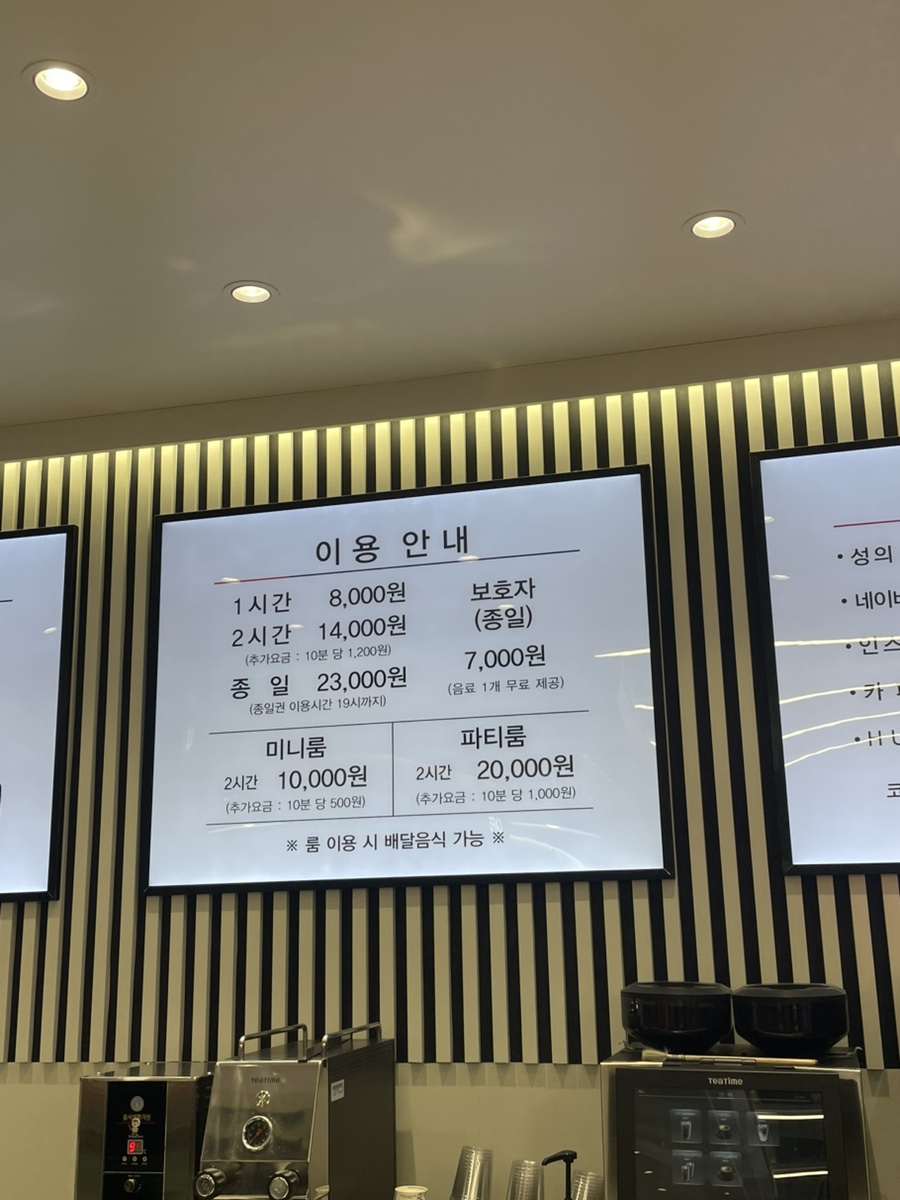 이용 안내
1시간 8,000원
2시간 14,000원
(추가요금 : 10분 당 1,200원)
종 일 23,000원
(종일권 이용시간 19시까지)
보호자
(종일)
7,000원
(음료 1개 무료 제공)
미니룸
2시간 10,000원
(추가요금 : 10분 당 500원)
파티룸
2시간 20,000원
(추가요금 : 10분 당 1,000원)
※ 룸 이용 시 배달음식 가능 ※
• 성의
• 네이버
• 인스
• 카
TEATIME
TEATIME